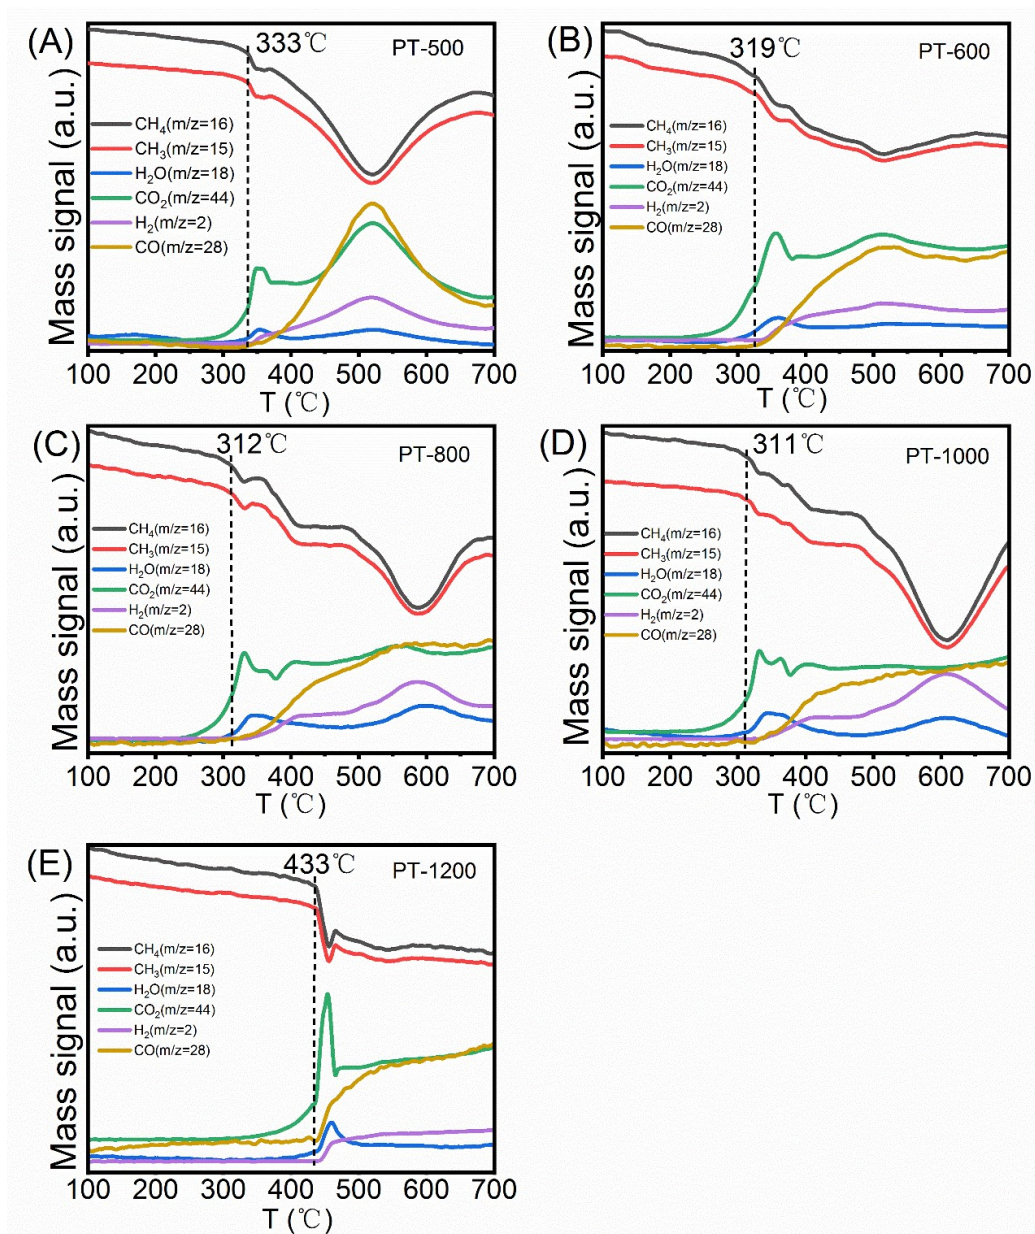 (A)
333℃
PT-500
CH4(m/z=16)
CH3(m/z=15)
H2O(m/z=18)
CO2(m/z=44)
H2(m/z=2)
CO(m/z=28)
Mass signal (a.u.)
100 200 300 400 500 600 700
T (℃)
(B)
319℃
PT-600
CH4(m/z=16)
CH3(m/z=15)
H2O(m/z=18)
CO2(m/z=44)
H2(m/z=2)
CO(m/z=28)
Mass signal (a.u.)
100 200 300 400 500 600 700
T (℃)
(C)
312℃
PT-800
CH4(m/z=16)
CH3(m/z=15)
H2O(m/z=18)
CO2(m/z=44)
H2(m/z=2)
CO(m/z=28)
Mass signal (a.u.)
100 200 300 400 500 600 700
T (℃)
(D)
311℃
PT-1000
CH4(m/z=16)
CH3(m/z=15)
H2O(m/z=18)
CO2(m/z=44)
H2(m/z=2)
CO(m/z=28)
Mass signal (a.u.)
100 200 300 400 500 600 700
T (℃)
(E)
433℃
PT-1200
CH4(m/z=16)
CH3(m/z=15)
H2O(m/z=18)
CO2(m/z=44)
H2(m/z=2)
CO(m/z=28)
Mass signal (a.u.)
100 200 300 400 500 600 700
T (℃)